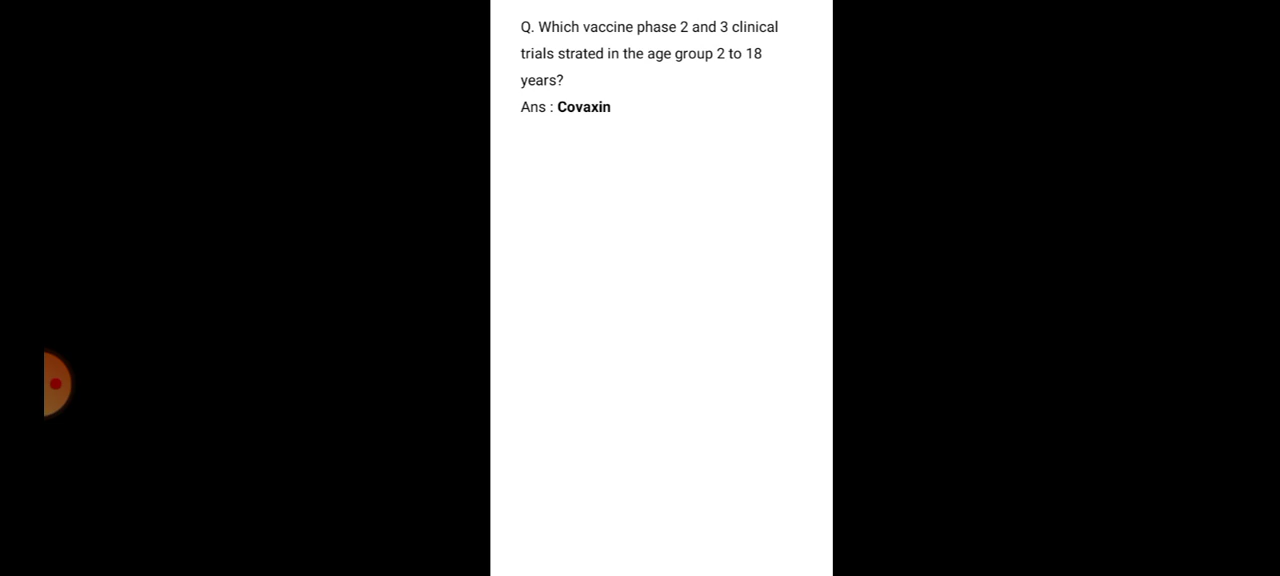 Q. Which vaccine phase 2 and 3 clinical
trials strated in the age group 2 to 18
years?
Ans : Covaxin